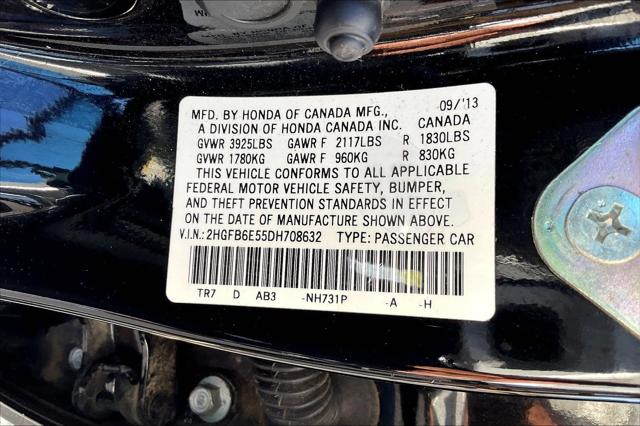 MFD. BY HONDA OF CANADA MFG., 09/'13
A DIVISION OF HONDA CANADA INC. CANADA
GVWR 3925LBS GAWR F 2117LBS R 1830LBS
GVWR 1780KG GAWR F 960KG R 830KG
THIS VEHICLE CONFORMS TO ALL APPLICABLE
FEDERAL MOTOR VEHICLE SAFETY, BUMPER,
AND THEFT PREVENTION STANDARDS IN EFFECT
ON THE DATE OF MANUFACTURE SHOWN ABOVE.
V.I.N.: 2HGFB6E55DH708632 TYPE: PASSENGER CAR
TR7 D AB3 -NH731P -A -H